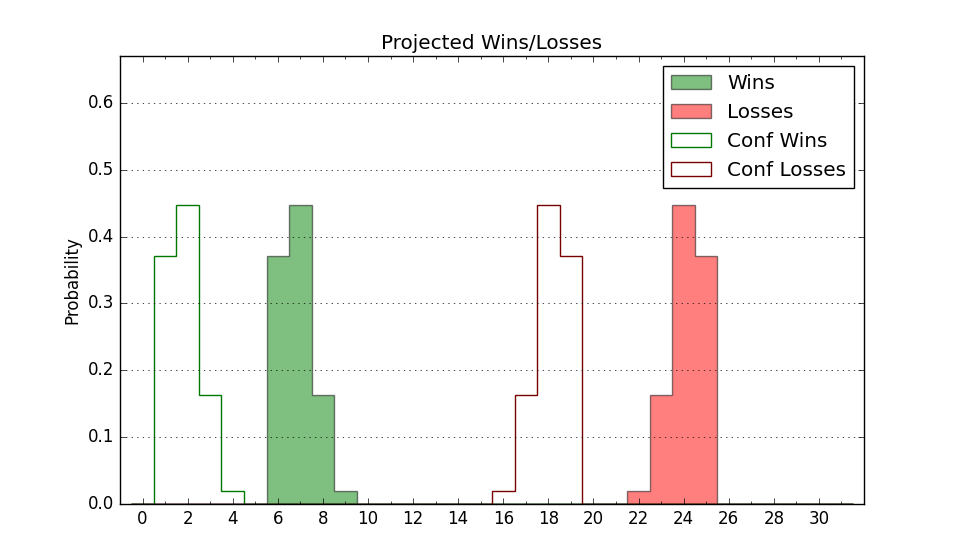 Projected Wins/Losses
Wins
Losses
Conf Wins
Conf Losses
Probability
0.6
0.5
0.4
0.3
0.2
0.1
0.0
0 2 4 6 8 10 12 14 16 18 20 22 24 26 28 30